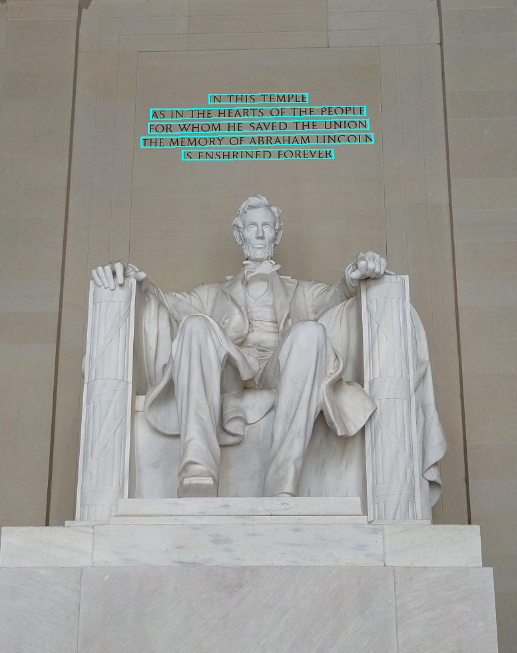 IN THIS TEMPLE
AS IN THE HEARTS OF THE PEOPLE
FOR WHOM HE SAVED THE UNION
THE MEMORY OF ABRAHAM LINCOLN
IS ENSHRINED FOREVER